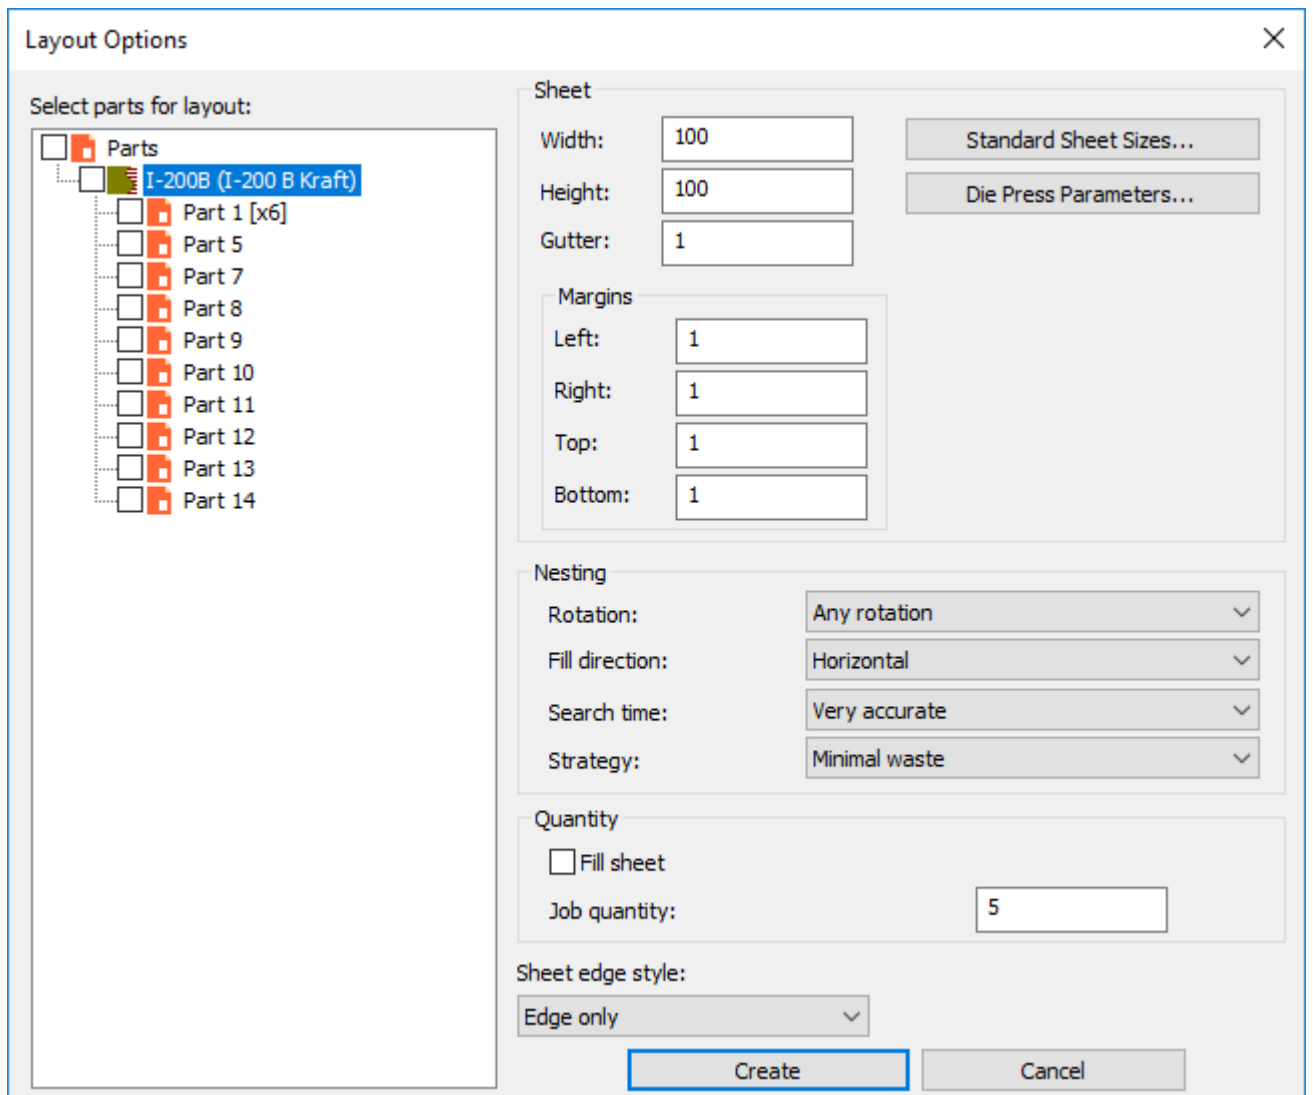 Layout Options
Select parts for layout:
Parts
I-200B (I-200 B Kraft)
Part 1 [x6]
Part 5
Part 7
Part 8
Part 9
Part 10
Part 11
Part 12
Part 13
Part 14
Sheet
Width: 100 Standard Sheet Sizes...
Height: 100 Die Press Parameters...
Gutter: 1
Margins
Left: 1
Right: 1
Top: 1
Bottom: 1
Nesting
Rotation: Any rotation
Fill direction: Horizontal
Search time: Very accurate
Strategy: Minimal waste
Quantity
Fill sheet
Job quantity: 5
Sheet edge style:
Edge only
Create Cancel